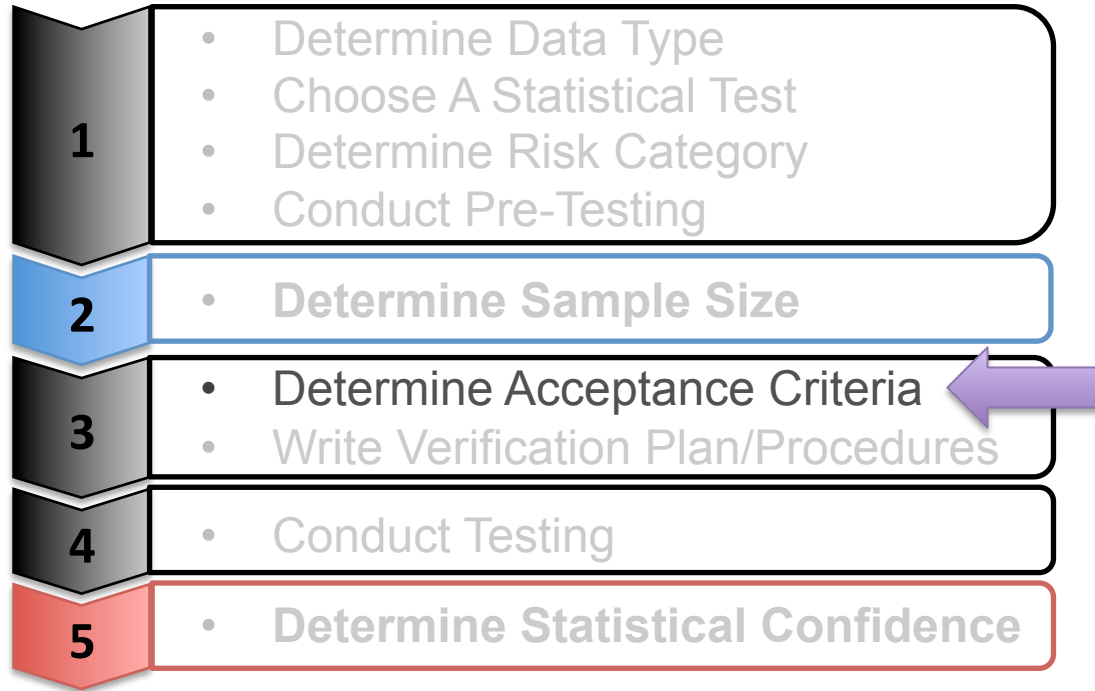 1
• Determine Data Type
• Choose A Statistical Test
• Determine Risk Category
• Conduct Pre-Testing
2
• Determine Sample Size
3
• Determine Acceptance Criteria
• Write Verification Plan/Procedures
4
• Conduct Testing
5
• Determine Statistical Confidence